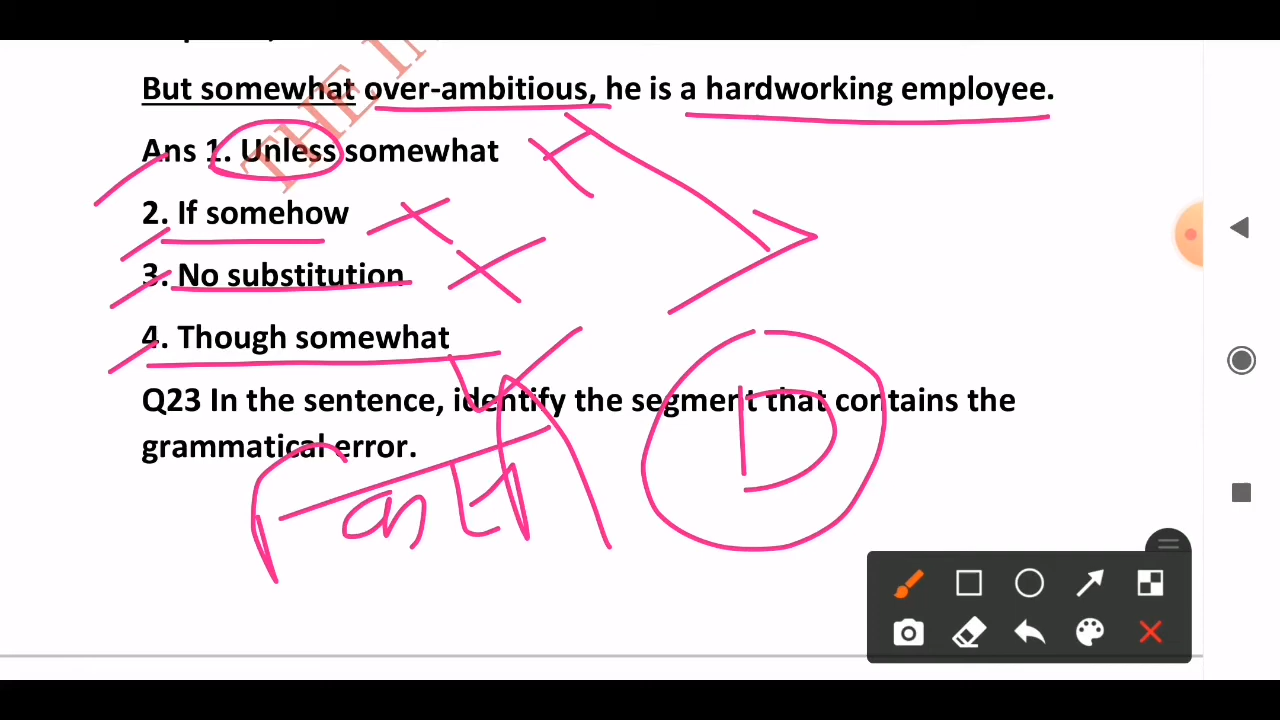 But somewhat over-ambitious, he is a hardworking employee.
Ans 1. Unless somewhat
2. If somehow
3. No substitution
4. Though somewhat
Q23 In the sentence, identify the segment that contains the
grammatical error.
D
THE